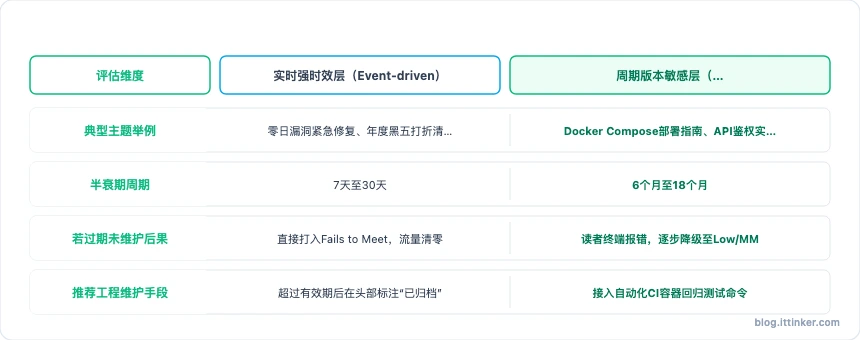 评估维度 实时强时效层（Event-driven） 周期版本敏感层（...
典型主题举例 零日漏洞紧急修复、年度黑五打折清... Docker Compose部署指南、API鉴权实...
半衰期周期 7天至30天 6个月至18个月
若过期未维护后果 直接打入Fails to Meet，流量清零 读者终端报错，逐步降级至Low/MM
推荐工程维护手段 超过有效期后在头部标注“已归档” 接入自动化CI容器回归测试命令
blog.ittinker.com